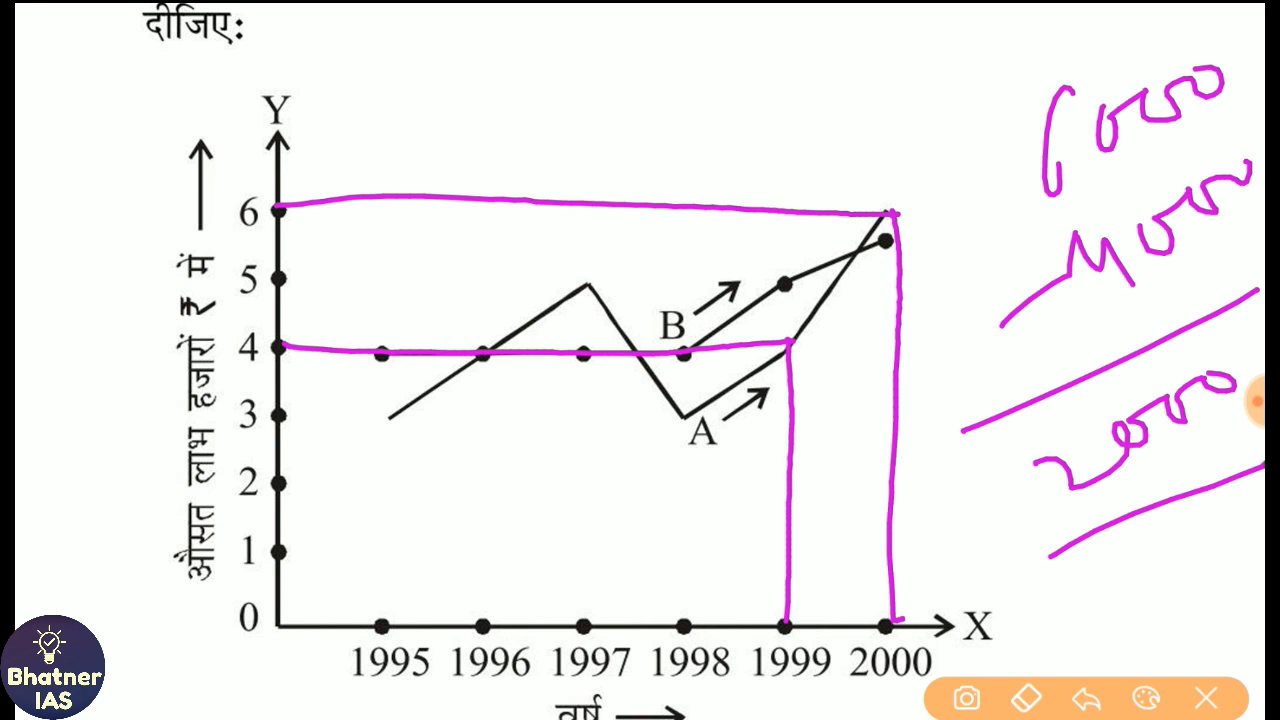 दीजिए:
Y
औसत लाभ हजारों ₹ में
6
5
4
3
2
1
0
B
A
X
1995 1996 1997 1998 1999 2000
वर्ष
6000
4000
2000
Bhatner
IAS